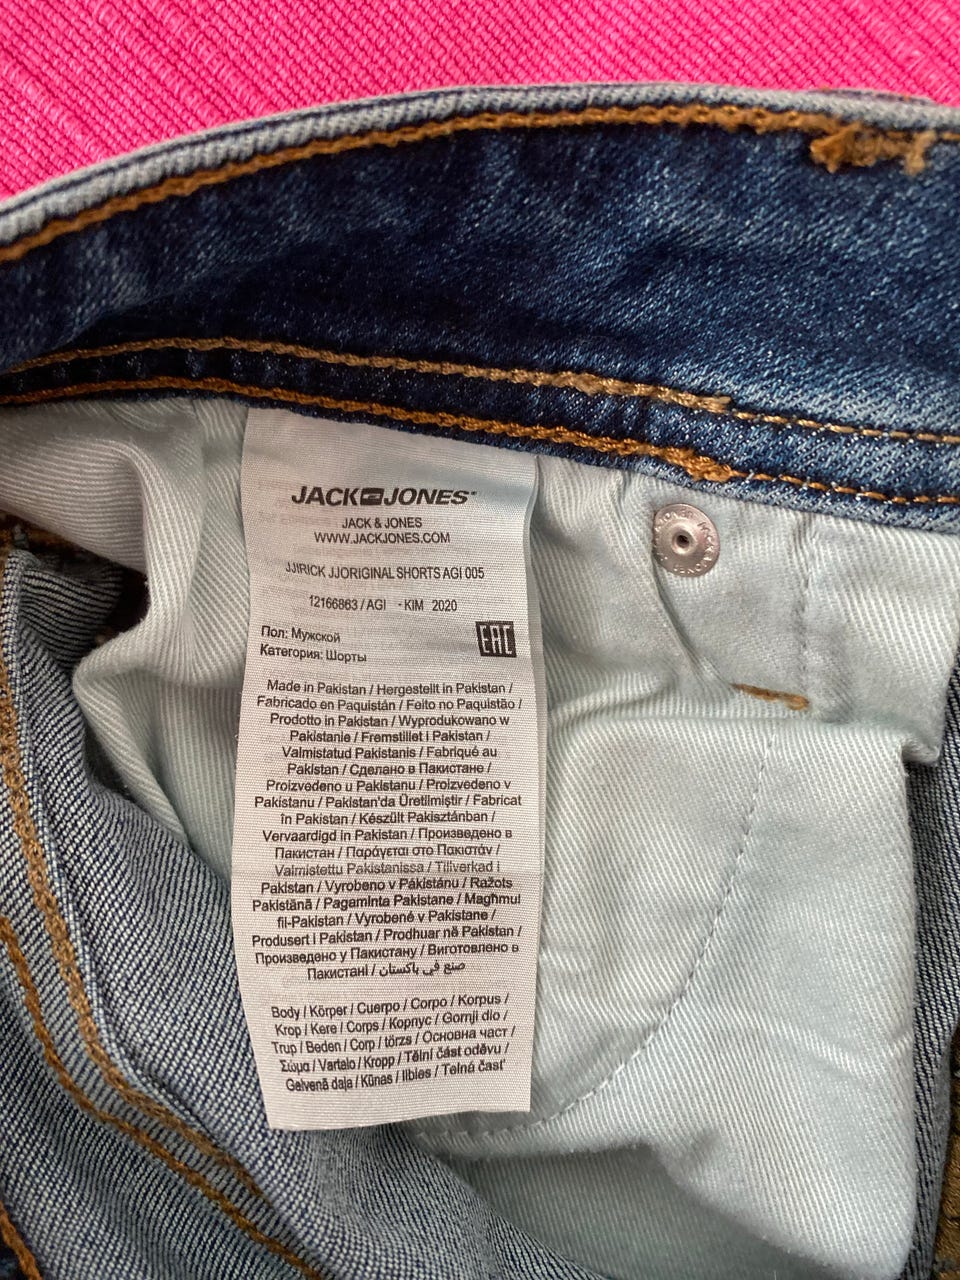 JACK JONES®
JACK & JONES
WWW.JACKJONES.COM
JJIRICK JJORIGINAL SHORTS AGI 005
12166863 / AGI - KIM 2020
Пол: Мужской
Категория: Шорты
EAC
Made in Pakistan / Hergestellt in Pakistan /
Fabricado en Paquistán / Feito no Paquistão /
Prodotto in Pakistan / Wyprodukowano w
Pakistanie / Fremstillet i Pakistan /
Valmistatud Pakistanis / Fabriqué au
Pakistan / Сделано в Пакистане /
Proizvedeno u Pakistanu / Proizvedeno v
Pakistanu / Pakistan'da Üretilmiştir / Fabricat
în Pakistan / Készült Pakisztánban /
Vervaardigd in Pakistan / Произведено в
Пакистан / Παράγεται στο Πακιστάν /
Valmistettu Pakistanissa / Tillverkad i
Pakistan / Vyrobeno v Pákistánu / Ražots
Pakistānā / Pagaminta Pakistane / Magħmul
fil-Pakistan / Vyrobené v Pakistane /
Produsert i Pakistan / Prodhuar në Pakistan /
Произведено у Пакистану / Виготовлено в
Пакистані / صنع في باكستان
Body / Körper / Cuerpo / Corpo / Korpus /
Krop / Kere / Corps / Корпус / Gornji dio /
Trup / Beden / Corp / törzs / Основна част /
Σώμα / Vartalo / Kropp / Tělní část oděvu /
Galvenā daļa / Kūnas / Ilbies / Telná časť